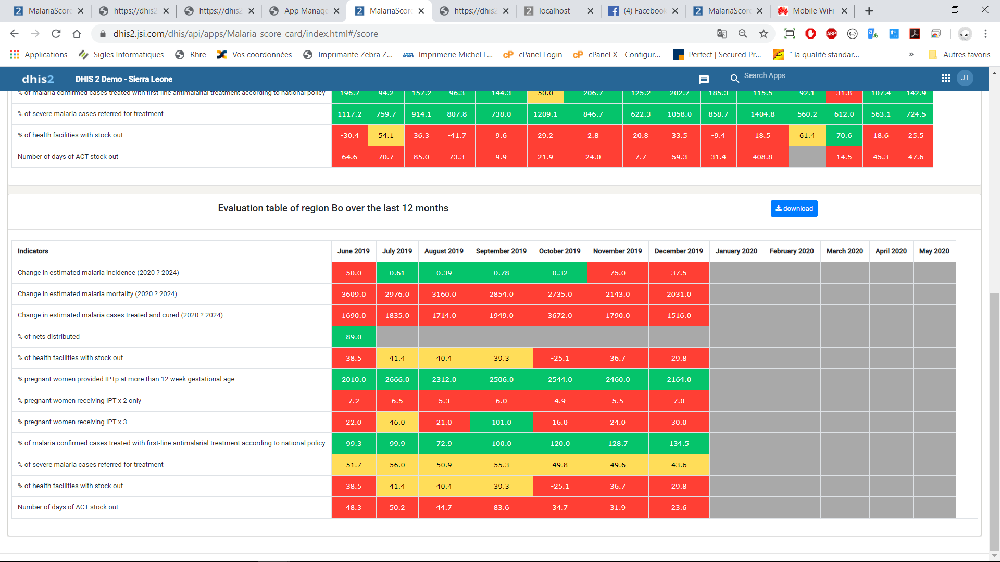 MalariaScore https://dhis2 https://dhis2 App Manage MalariaScore https://dhis2 localhost (4) Facebook MalariaScore Mobile WiFi
dhis2.jsi.com/dhis/api/apps/Malaria-score-card/index.html#/score
Applications Sigles Informatiques Rhre Vos coordonnées Imprimante Zebra Z... Imprimerie Michel L... cPanel Login cPanel X - Configur... Perfect | Secured Pr... " la qualité standar... » Autres favoris
dhis2 DHIS 2 Demo - Sierra Leone Search Apps JT
% of malaria confirmed cases treated with first-line antimalarial treatment according to national policy 196.7 94.2 157.2 96.3 144.3 50.0 206.7 125.2 202.7 185.3 115.5 92.1 31.8 107.4 142.9
% of severe malaria cases referred for treatment 1117.2 759.7 914.1 807.8 738.0 1209.1 846.7 622.3 1058.0 858.7 1404.8 560.2 612.0 563.1 724.5
% of health facilities with stock out -30.4 54.1 36.3 -41.7 9.6 29.2 2.8 20.8 33.5 -9.4 18.5 61.4 70.6 18.6 25.5
Number of days of ACT stock out 64.6 70.7 85.0 73.3 9.9 21.9 24.0 7.7 59.3 31.4 408.8 14.5 45.3 47.6
Evaluation table of region Bo over the last 12 months download
Indicators June 2019 July 2019 August 2019 September 2019 October 2019 November 2019 December 2019 January 2020 February 2020 March 2020 April 2020 May 2020
Change in estimated malaria incidence (2020 ? 2024) 50.0 0.61 0.39 0.78 0.32 75.0 37.5
Change in estimated malaria mortality (2020 ? 2024) 3609.0 2976.0 3160.0 2854.0 2735.0 2143.0 2031.0
Change in estimated malaria cases treated and cured (2020 ? 2024) 1690.0 1835.0 1714.0 1949.0 3672.0 1790.0 1516.0
% of nets distributed 89.0
% of health facilities with stock out 38.5 41.4 40.4 39.3 -25.1 36.7 29.8
% pregnant women provided IPTp at more than 12 week gestational age 2010.0 2666.0 2312.0 2506.0 2544.0 2460.0 2164.0
% pregnant women receiving IPT x 2 only 7.2 6.5 5.3 6.0 4.9 5.5 7.0
% pregnant women receiving IPT x 3 22.0 46.0 21.0 101.0 16.0 24.0 30.0
% of malaria confirmed cases treated with first-line antimalarial treatment according to national policy 99.3 99.9 72.9 100.0 120.0 128.7 134.5
% of severe malaria cases referred for treatment 51.7 56.0 50.9 55.3 49.8 49.6 43.6
% of health facilities with stock out 38.5 41.4 40.4 39.3 -25.1 36.7 29.8
Number of days of ACT stock out 48.3 50.2 44.7 83.6 34.7 31.9 23.6